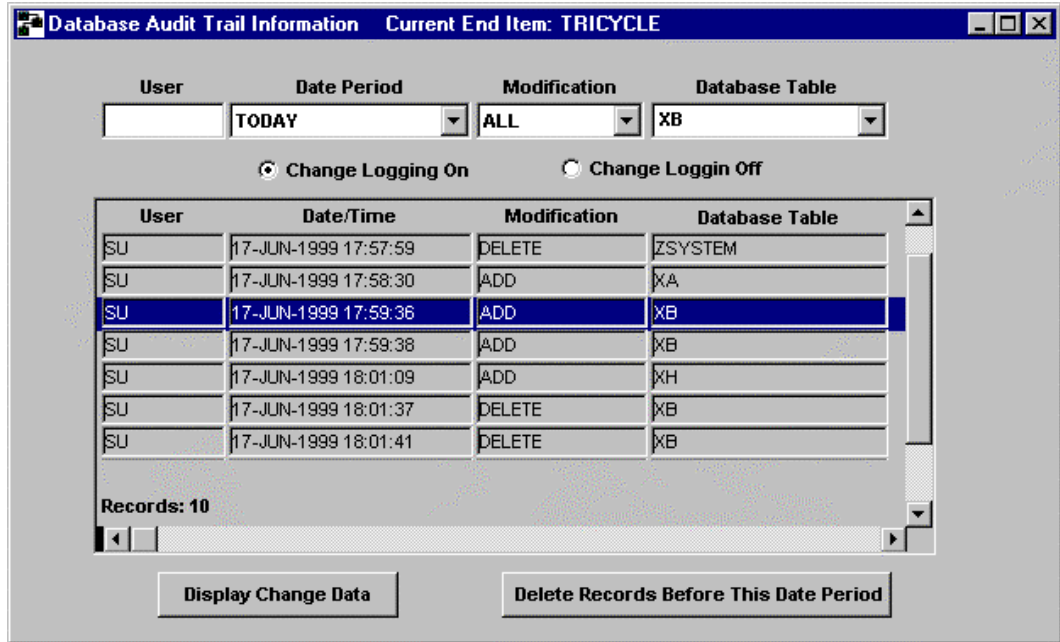 Database Audit Trail Information Current End Item: TRICYCLE
User Date Period Modification Database Table
TODAY ALL XB
Change Logging On Change Loggin Off
User Date/Time Modification Database Table
SU 17-JUN-1999 17:57:59 DELETE ZSYSTEM
SU 17-JUN-1999 17:58:30 ADD XA
SU 17-JUN-1999 17:59:36 ADD XB
SU 17-JUN-1999 17:59:38 ADD XB
SU 17-JUN-1999 18:01:09 ADD XH
SU 17-JUN-1999 18:01:37 DELETE XB
SU 17-JUN-1999 18:01:41 DELETE XB
Records: 10
Display Change Data Delete Records Before This Date Period